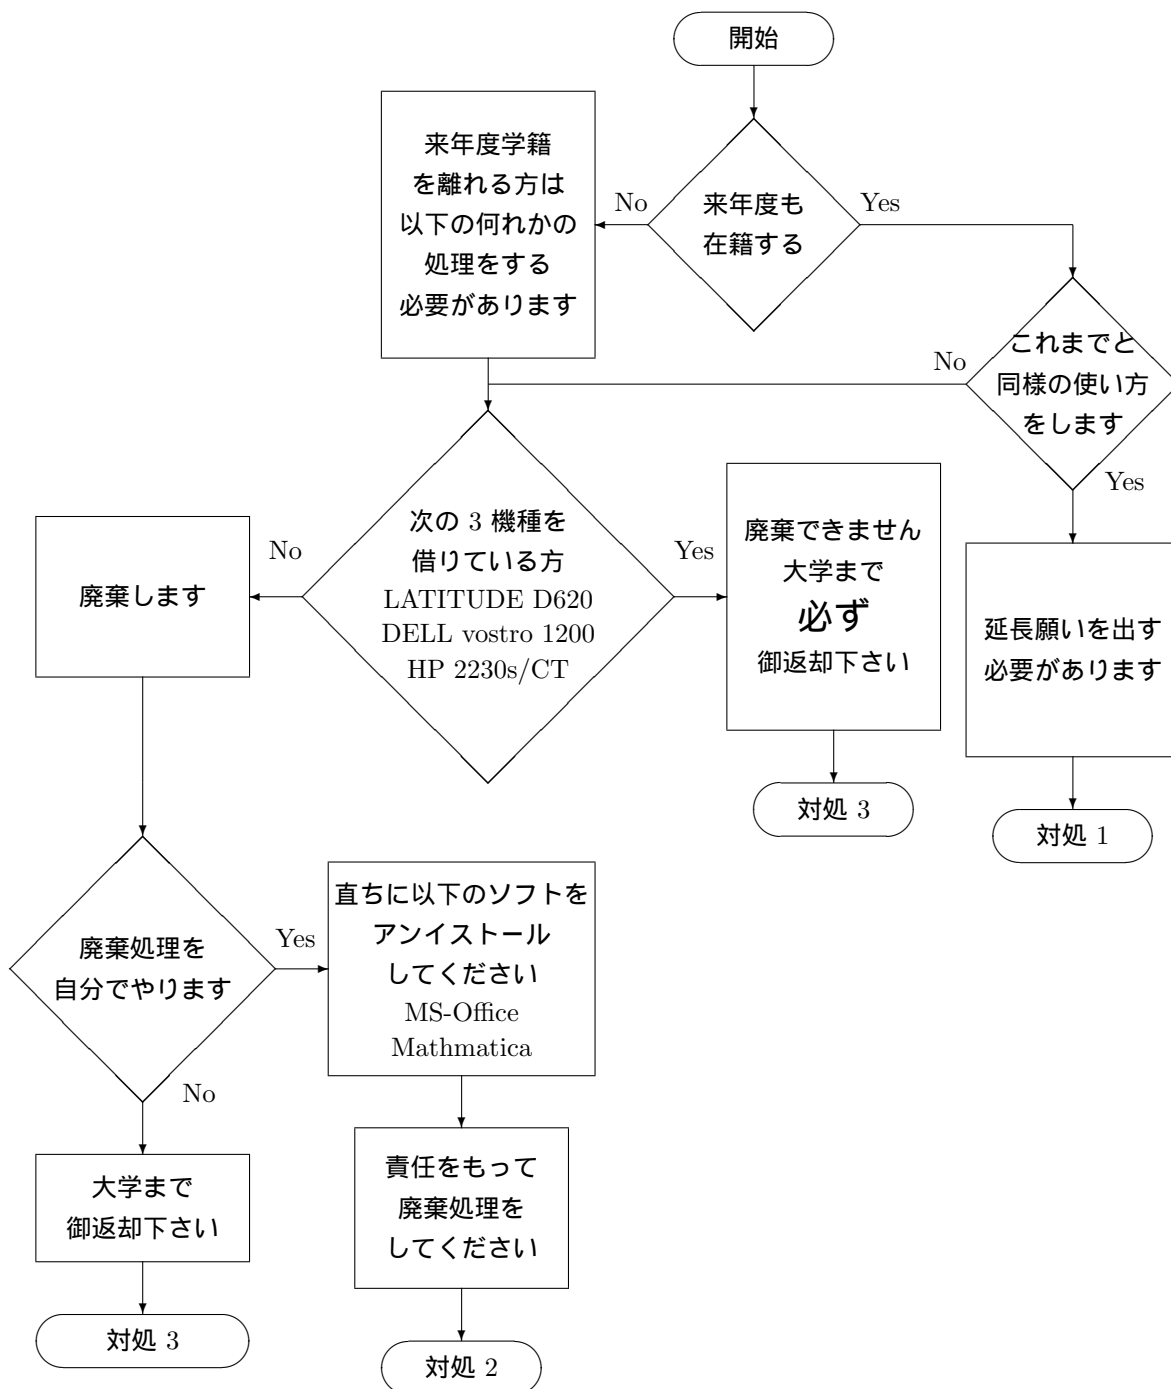 開始
来年度も
在籍する
No
Yes
来年度学籍
を離れる方は
以下の何れかの
処理をする
必要があります
これまでと
同様の使い方
をします
No
Yes
次の 3 機種を
借りている方
LATITUDE D620
DELL vostro 1200
HP 2230s/CT
No
Yes
廃棄できません
大学まで
必ず
御返却下さい
対処 3
延長願いを出す
必要があります
対処 1
廃棄します
廃棄処理を
自分でやります
Yes
No
直ちに以下のソフトを
アンイストール
してください
MS-Office
Mathmatica
責任をもって
廃棄処理を
してください
対処 2
大学まで
御返却下さい
対処 3